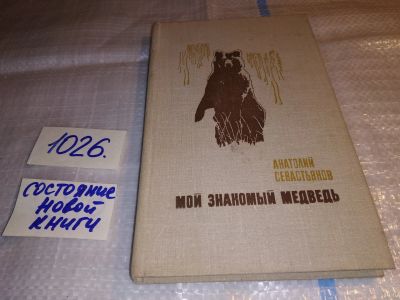 1026.
СОСТОЯНИЕ
НОВОЙ
КНИГИ
АНАТОЛИЙ
СЕВАСТЬЯНОВ
МОЙ ЗНАКОМЫЙ МЕДВЕДЬ